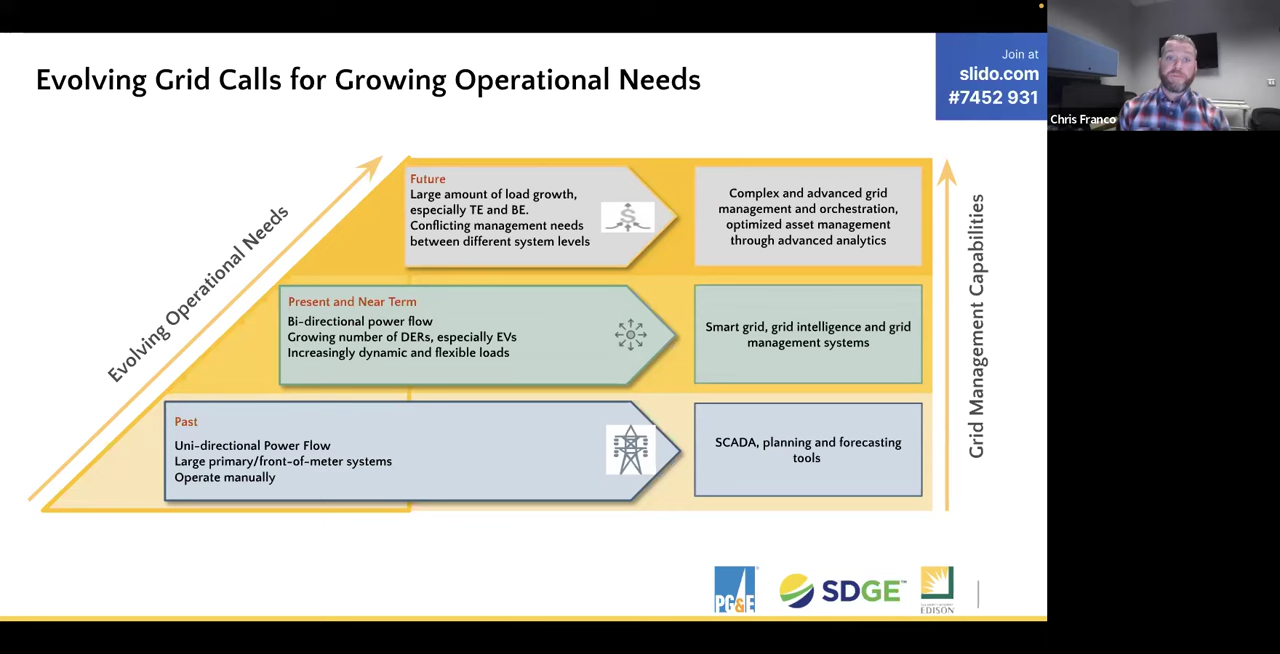 Evolving Grid Calls for Growing Operational Needs
Join at
slido.com
#7452 931
Chris Franco
Evolving Operational Needs
Future
Large amount of load growth,
especially TE and BE.
Conflicting management needs
between different system levels
Complex and advanced grid
management and orchestration,
optimized asset management
through advanced analytics
Present and Near Term
Bi-directional power flow
Growing number of DERs, especially EVs
Increasingly dynamic and flexible loads
Smart grid, grid intelligence and grid
management systems
Past
Uni-directional Power Flow
Large primary/front-of-meter systems
Operate manually
SCADA, planning and forecasting
tools
Grid Management Capabilities
PG&E
SDGE™
EDISON